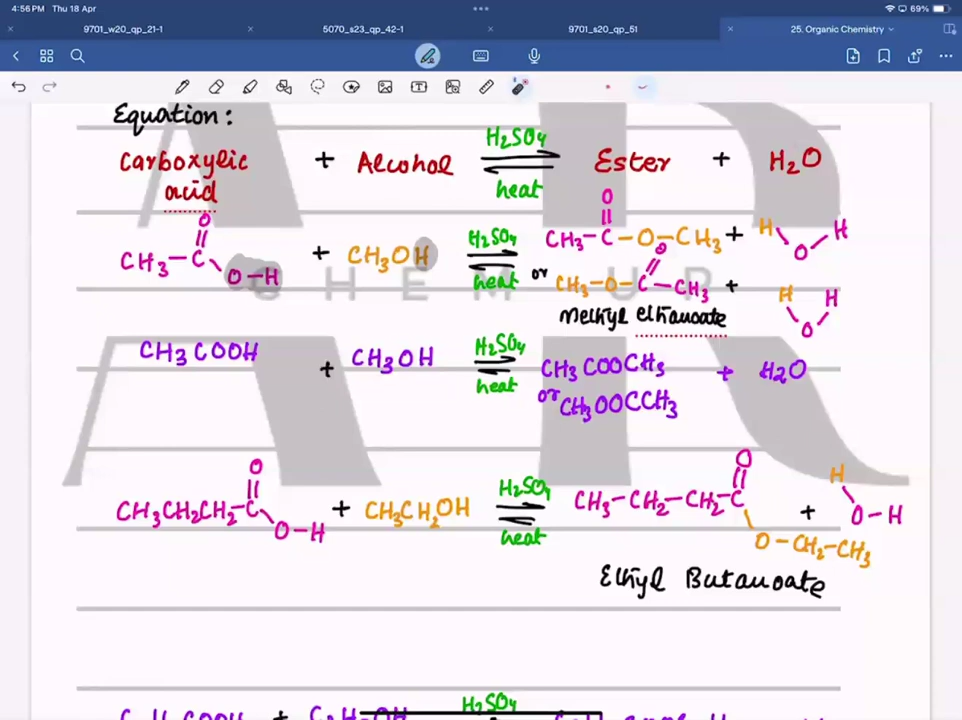 4:56 PM Thu 18 Apr
69%
9701_w20_qp_21-1
5070_s23_qp_42-1
9701_s20_qp_51
25. Organic Chemistry
Equation:
Carboxylic acid + Alcohol ⇌ Ester + H2O
H2SO4
heat
CH3-C(=O)-O-H + CH3OH ⇌ CH3-C(=O)-O-CH3 + H-O-H
H2SO4
heat
or CH3-O-C(=O)-CH3 + H-O-H
Methyl ethanoate
CH3COOH + CH3OH ⇌ CH3COOCH3 + H2O
H2SO4
heat
or CH3OOCCH3
CH3CH2CH2-C(=O)-O-H + CH3CH2OH ⇌ CH3-CH2-CH2-C(=O)-O-CH2-CH3 + H-O-H
H2SO4
heat
Ethyl Butanoate
H2SO4
CHEM UP